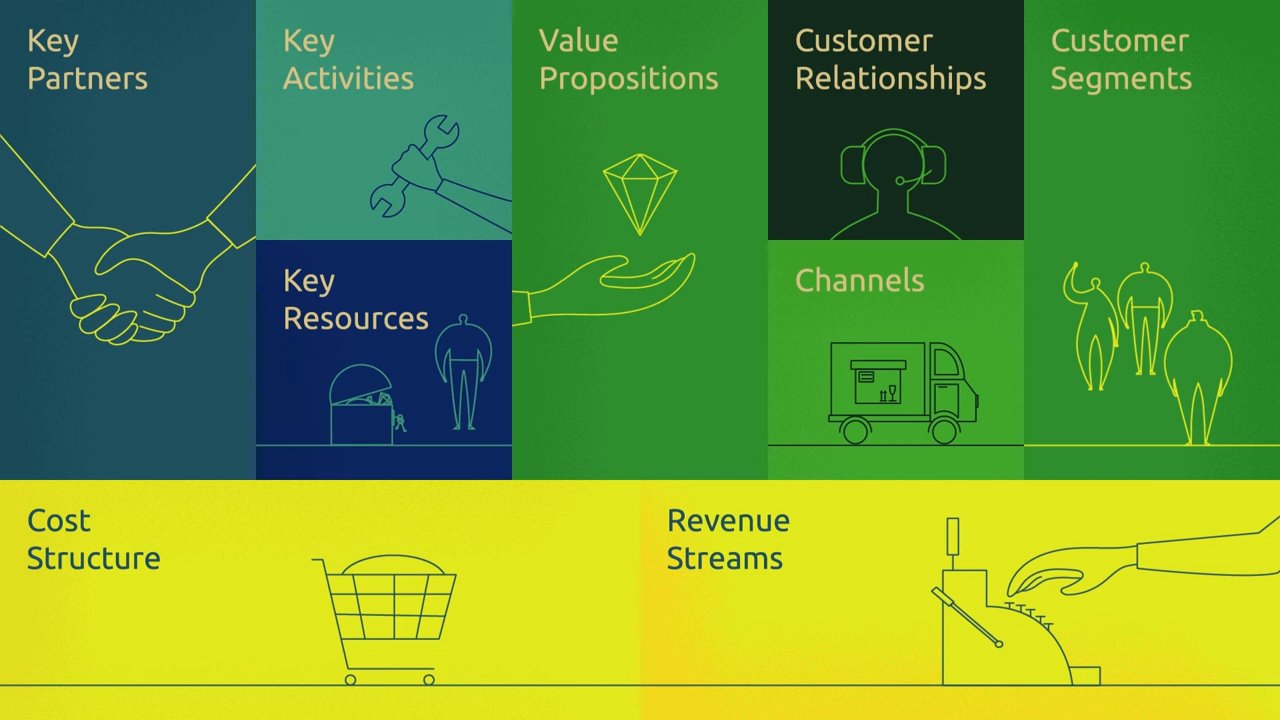 Key
Partners
Key
Activities
Key
Resources
Value
Propositions
Customer
Relationships
Channels
Customer
Segments
Cost
Structure
Revenue
Streams